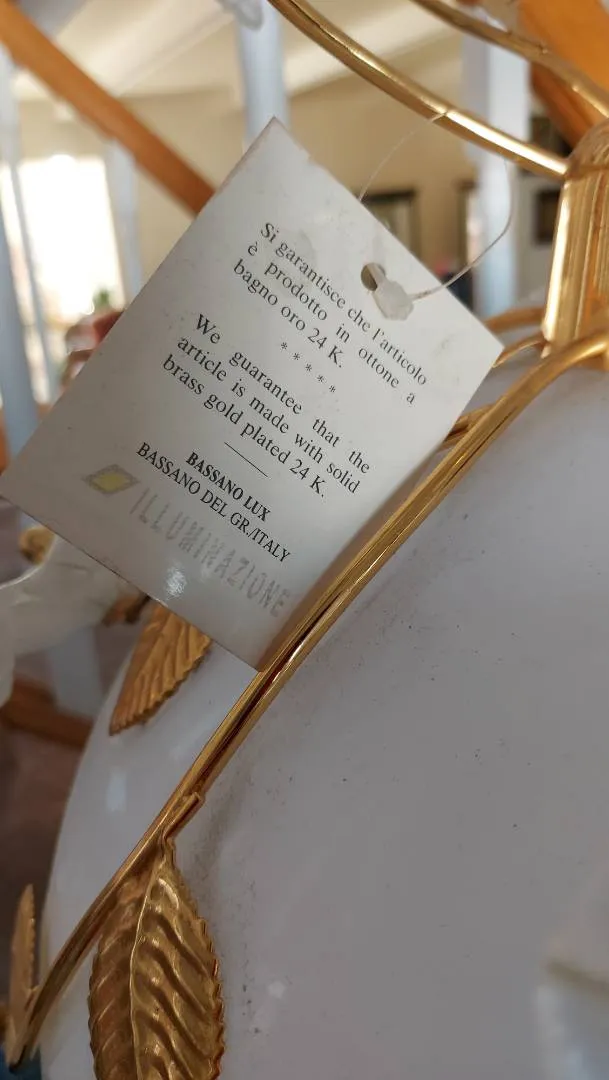 Si garantisce che l'articolo
è prodotto in ottone a
bagno oro 24 K.
* * * * *
We guarantee that the
article is made with solid
brass gold plated 24 K.
BASSANO LUX
BASSANO DEL GR./ITALY
ILLUMINAZIONE